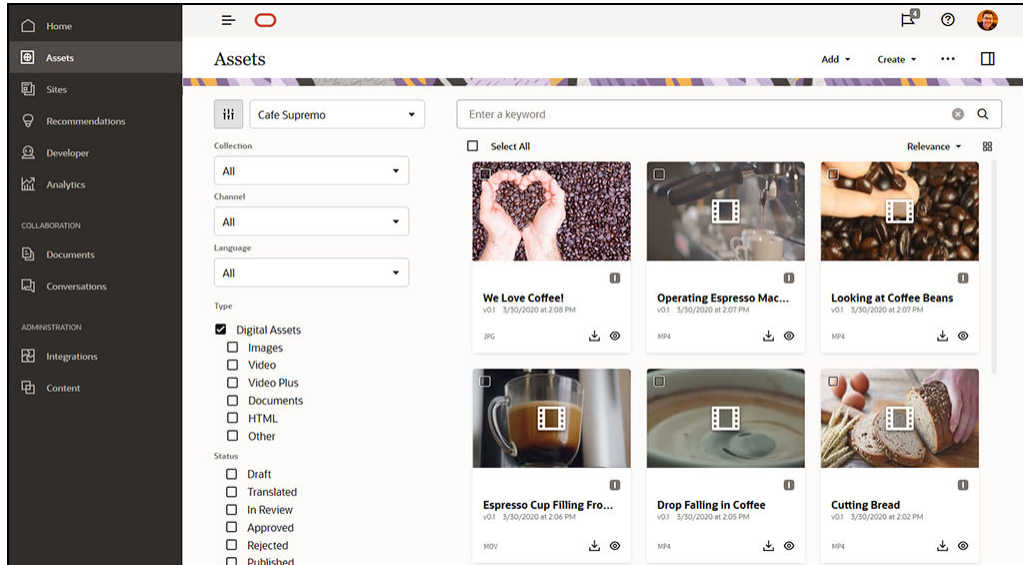 Home
Assets
Sites
Recommendations
Developer
Analytics
COLLABORATION
Documents
Conversations
ADMINISTRATION
Integrations
Content
4
Assets
Add
Create
Cafe Supremo
Enter a keyword
Collection
All
Channel
All
Language
All
Type
Digital Assets
Images
Video
Video Plus
Documents
HTML
Other
Status
Draft
Translated
In Review
Approved
Rejected
Published
Select All
Relevance
We Love Coffee!
v0.1 3/30/2020 at 2:08 PM
JPG
Operating Espresso Mac...
v0.1 3/30/2020 at 2:07 PM
MP4
Looking at Coffee Beans
v0.1 3/30/2020 at 2:07 PM
MP4
Espresso Cup Filling Fro...
v0.1 3/30/2020 at 2:06 PM
MOV
Drop Falling in Coffee
v0.1 3/30/2020 at 2:05 PM
MP4
Cutting Bread
v0.1 3/30/2020 at 2:02 PM
MP4